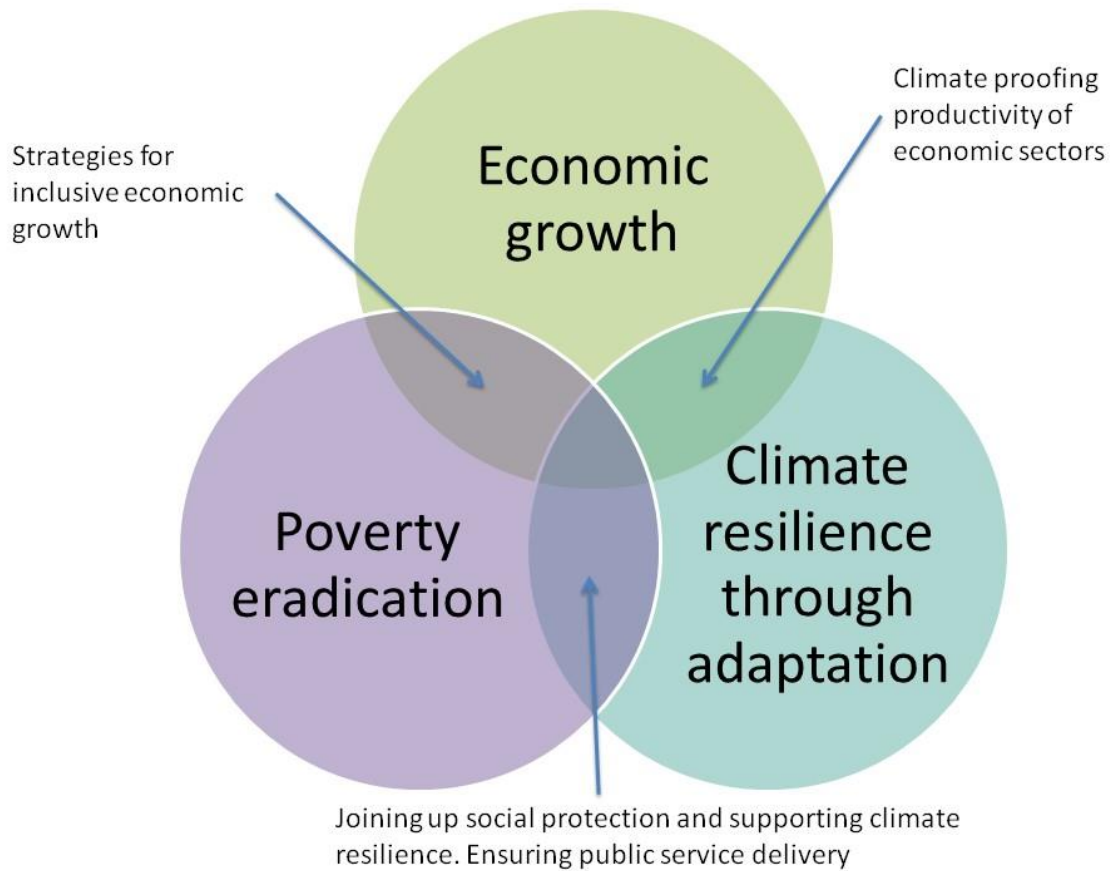 Climate proofing
productivity of
economic sectors
Strategies for
inclusive economic
growth
Economic
growth
Poverty
eradication
Climate
resilience
through
adaptation
Joining up social protection and supporting climate
resilience. Ensuring public service delivery